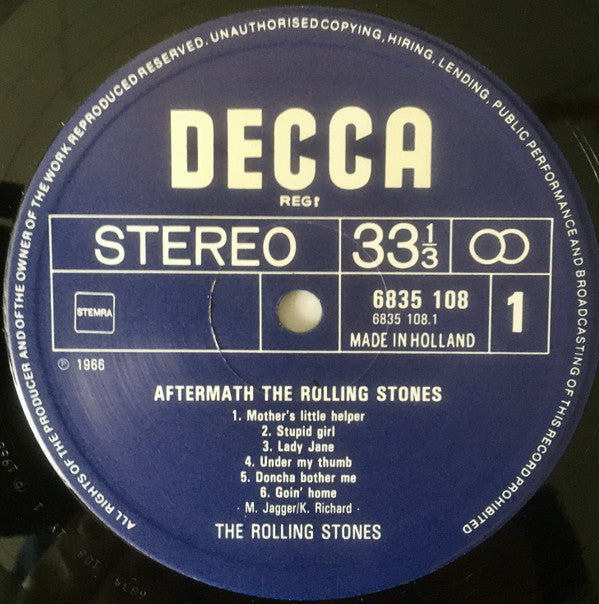 ALL RIGHTS OF THE PRODUCER AND OF THE OWNER OF THE WORK REPRODUCED RESERVED. UNAUTHORISED COPYING, HIRING, LENDING, PUBLIC PERFORMANCE AND BROADCASTING OF THIS RECORD PROHIBITED
DECCA
REG!
STEREO 33 1/3
STEMRA
6835 108
6835 108.1
MADE IN HOLLAND
1
℗ 1966
AFTERMATH THE ROLLING STONES
1. Mother's little helper
2. Stupid girl
3. Lady Jane
4. Under my thumb
5. Doncha bother me
6. Goin' home
· M. Jagger/K. Richard ·
THE ROLLING STONES